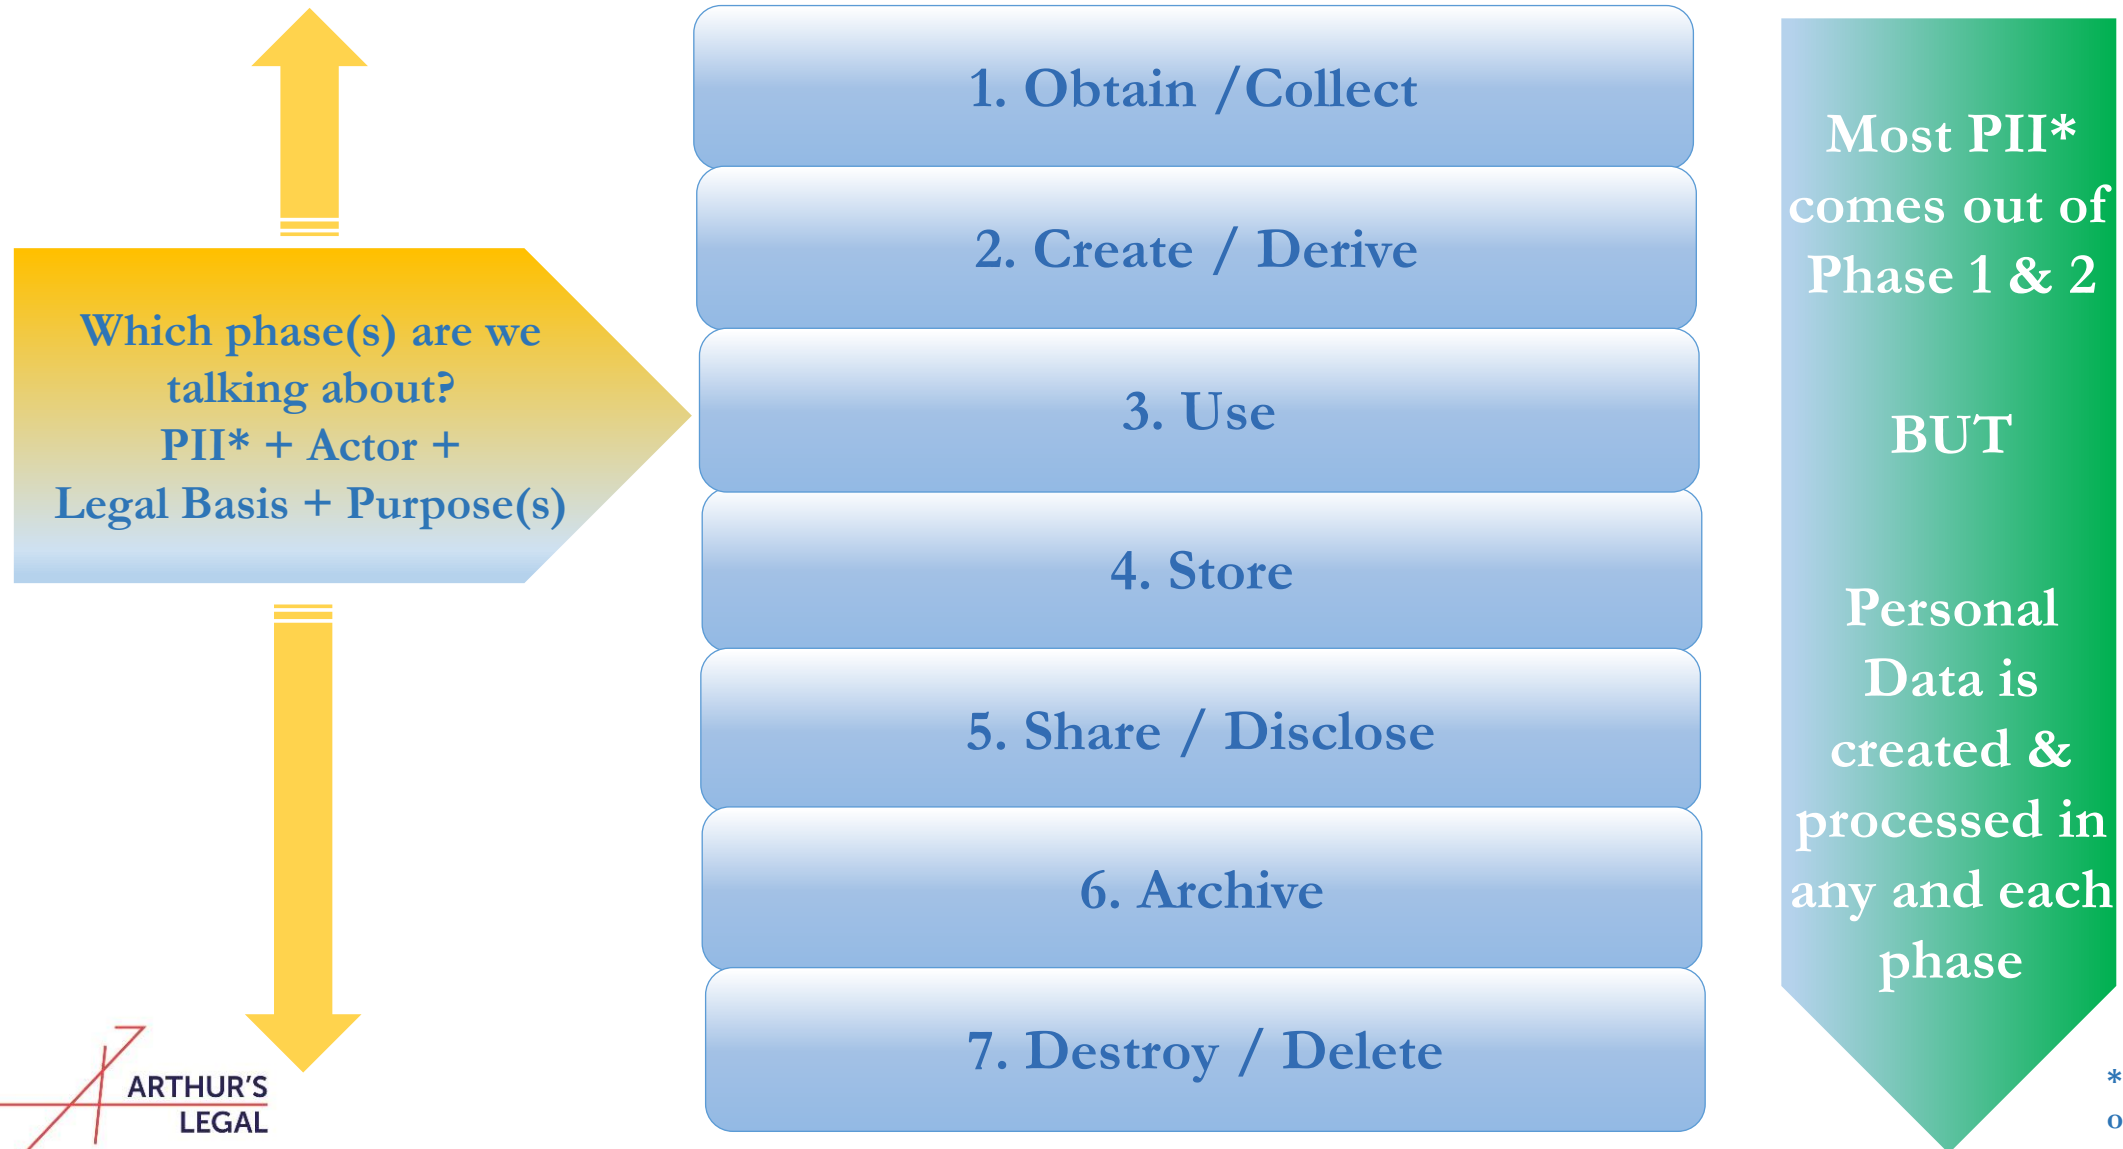 Which phase(s) are we
talking about?
PII* + Actor +
Legal Basis + Purpose(s)
1. Obtain /Collect
2. Create / Derive
3. Use
4. Store
5. Share / Disclose
6. Archive
7. Destroy / Delete
Most PII*
comes out of
Phase 1 & 2
BUT
Personal
Data is
created &
processed in
any and each
phase
ARTHUR'S
LEGAL
*
o